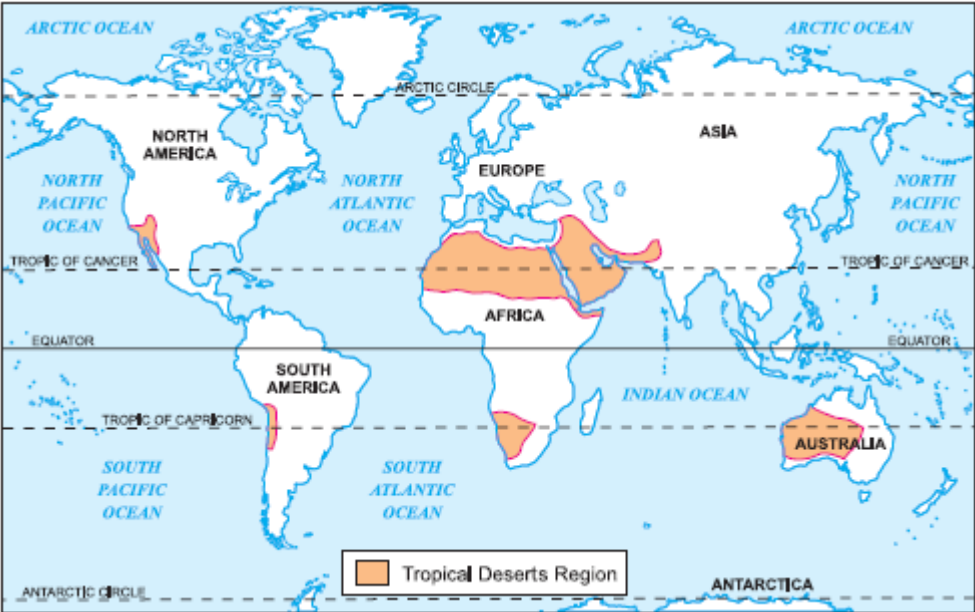 ARCTIC OCEAN
ARCTIC OCEAN
ARCTIC CIRCLE
NORTH
AMERICA
ASIA
EUROPE
NORTH
PACIFIC
OCEAN
NORTH
ATLANTIC
OCEAN
NORTH
PACIFIC
OCEAN
TROPIC OF CANCER
TROPIC OF CANCER
AFRICA
EQUATOR
EQUATOR
SOUTH
AMERICA
INDIAN OCEAN
TROPIC OF CAPRICORN
AUSTRALIA
SOUTH
PACIFIC
OCEAN
SOUTH
ATLANTIC
OCEAN
Tropical Deserts Region
ANTARCTICA
ANTARCTIC CIRCLE